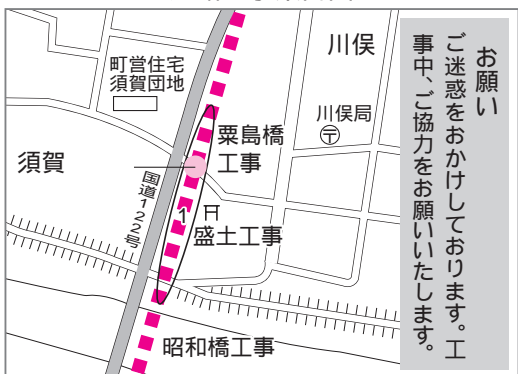 お願い
ご迷惑をおかけしております。工
事中、ご協力をお願いいたします。
川俣
町営住宅
須賀団地
川俣局
〒
粟島橋
工事
須賀
国道122号
1
盛土工事
昭和橋工事